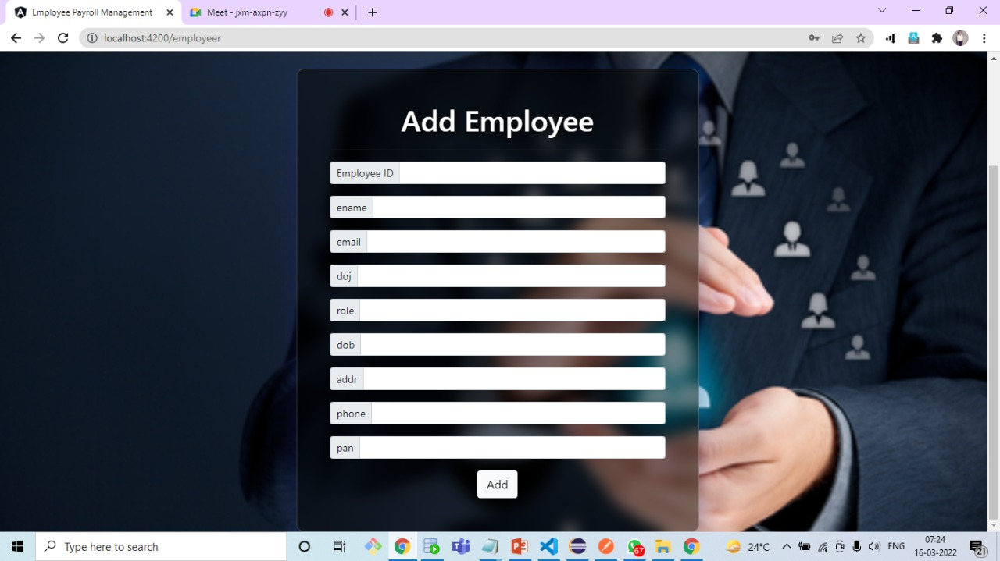 Employee Payroll Management
Meet - jxm-axpn-zyy
localhost:4200/employeer
Add Employee
Employee ID
ename
email
doj
role
dob
addr
phone
pan
Add
Type here to search
67
24°C
ENG
07:24
16-03-2022
21